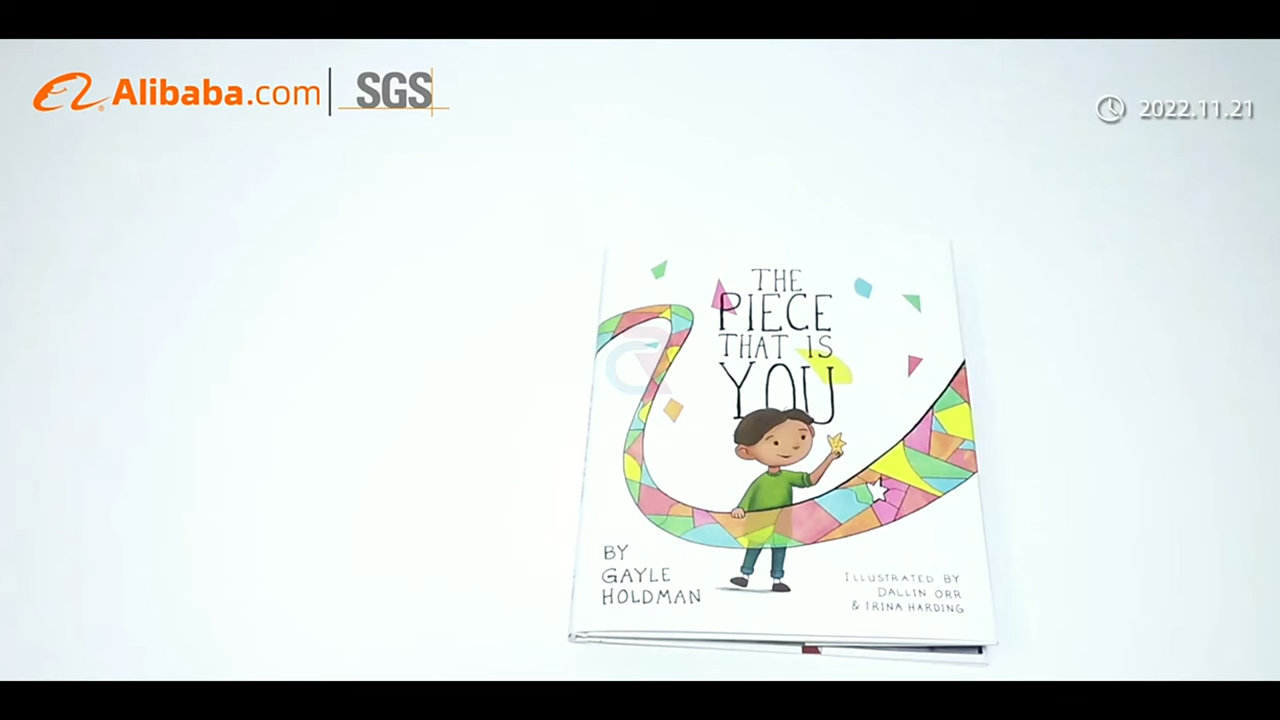 Alibaba.com
SGS
2022.11.21
THE
PIECE
THAT IS
YOU
BY
GAYLE
HOLDMAN
ILLUSTRATED BY
DALLIN ORR
& IRINA HARDING